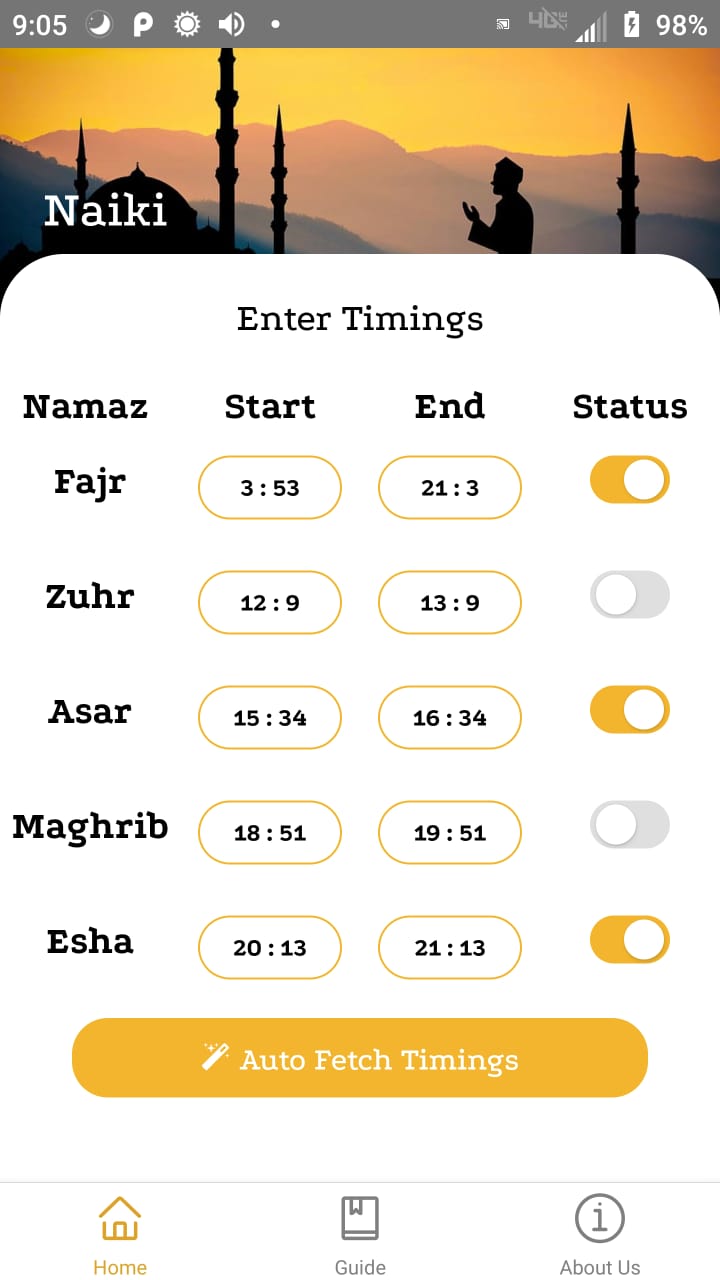 9:05 98%
Naiki
Enter Timings
Namaz Start End Status
Fajr 3 : 53 21 : 3
Zuhr 12 : 9 13 : 9
Asar 15 : 34 16 : 34
Maghrib 18 : 51 19 : 51
Esha 20 : 13 21 : 13
Auto Fetch Timings
Home Guide About Us